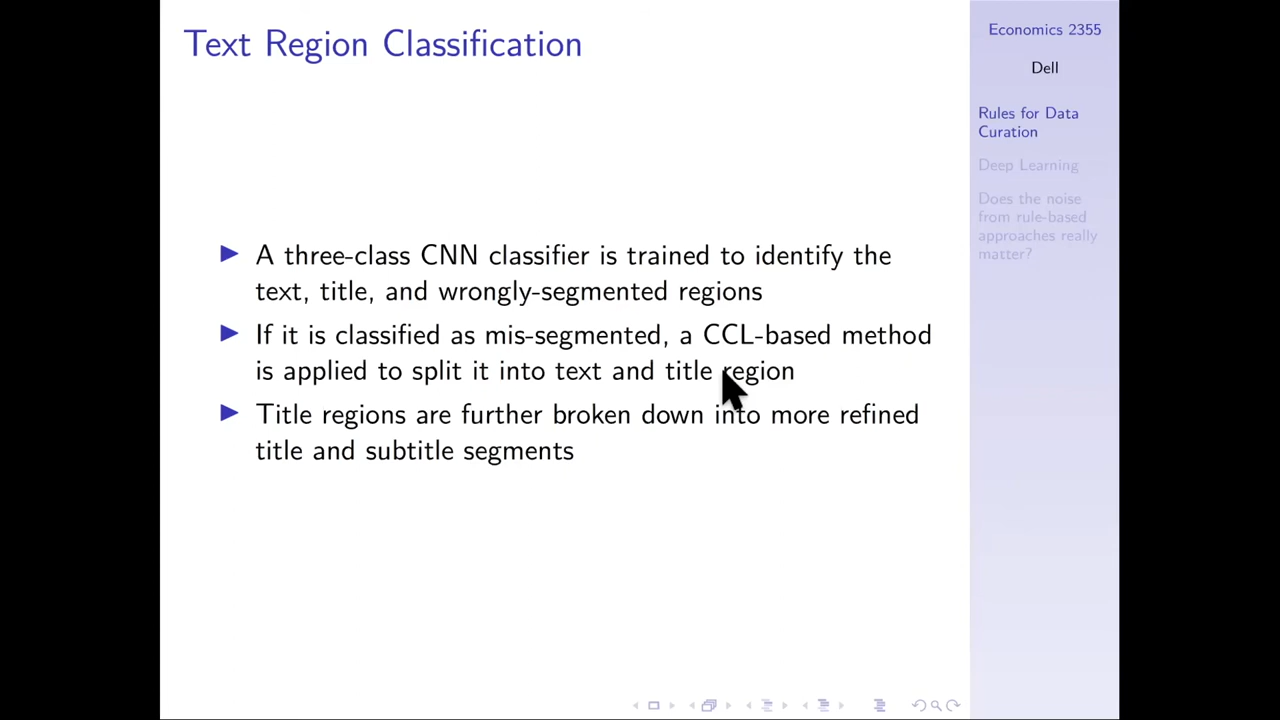 Text Region Classification
▶ A three-class CNN classifier is trained to identify the
text, title, and wrongly-segmented regions
▶ If it is classified as mis-segmented, a CCL-based method
is applied to split it into text and title region
▶ Title regions are further broken down into more refined
title and subtitle segments
Economics 2355
Dell
Rules for Data
Curation
Deep Learning
Does the noise
from rule-based
approaches really
matter?